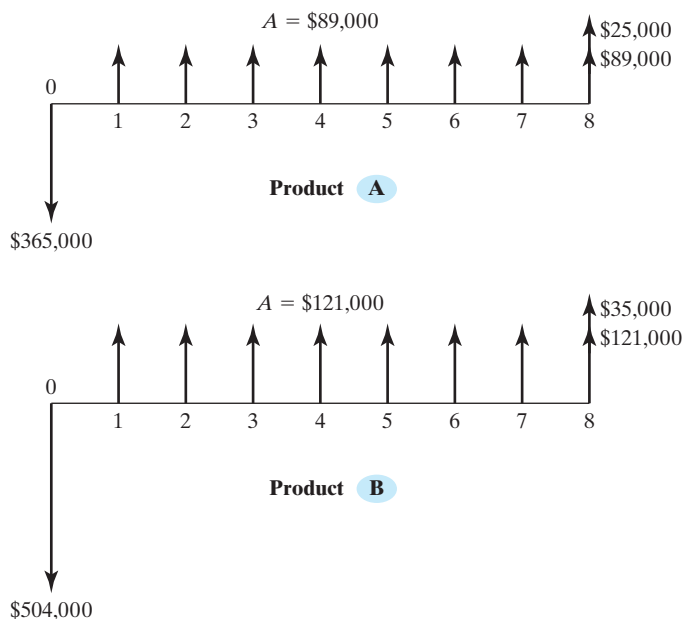 A = $89,000
$25,000
$89,000
0
1 2 3 4 5 6 7 8
Product A
$365,000
A = $121,000
$35,000
$121,000
0
1 2 3 4 5 6 7 8
Product B
$504,000